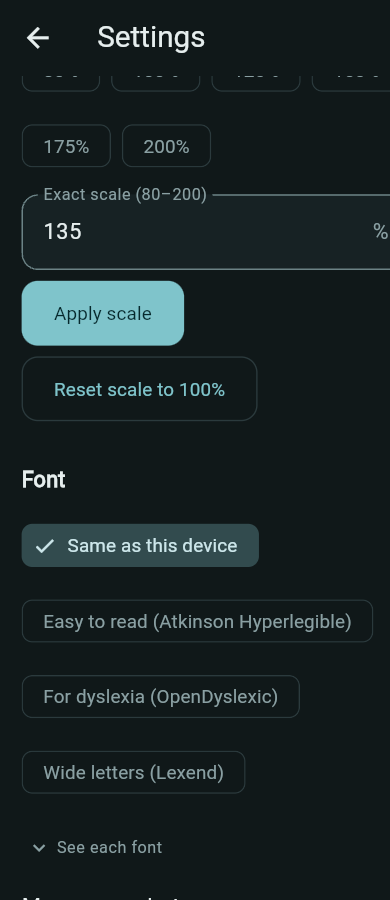 Settings
175%
200%
Exact scale (80–200)
135
%
Apply scale
Reset scale to 100%
Font
Same as this device
Easy to read (Atkinson Hyperlegible)
For dyslexia (OpenDyslexic)
Wide letters (Lexend)
See each font